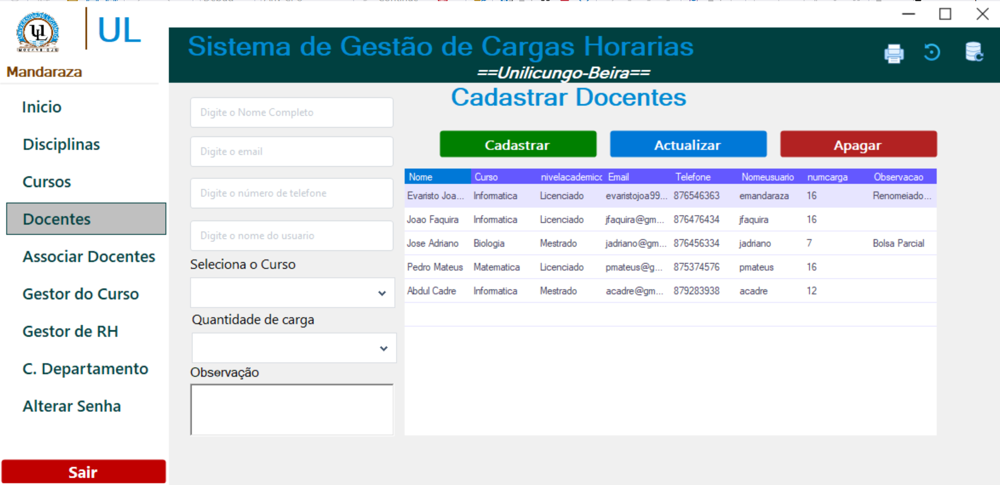 UL
Mandaraza
Inicio
Disciplinas
Cursos
Docentes
Associar Docentes
Gestor do Curso
Gestor de RH
C. Departamento
Alterar Senha
Sair
Sistema de Gestão de Cargas Horarias
==Unilicungo-Beira==
Cadastrar Docentes
Digite o Nome Completo
Digite o email
Digite o número de telefone
Digite o nome do usuario
Seleciona o Curso
Quantidade de carga
Observação
Cadastrar Actualizar Apagar
Nome Curso nivelacademicc Email Telefone Nomeusuario numcarga Observacao
Evaristo Joa... Informatica Licenciado evaristojoa99... 876546363 emandaraza 16 Renomeiado...
Joao Faquira Informatica Licenciado jfaquira@gm... 876476434 jfaquira 16
Jose Adriano Biologia Mestrado jadriano@gm... 876456334 jadriano 7 Bolsa Parcial
Pedro Mateus Matematica Licenciado pmateus@g... 875374576 pmateus 16
Abdul Cadre Informatica Mestrado acadre@gm... 879283938 acadre 12